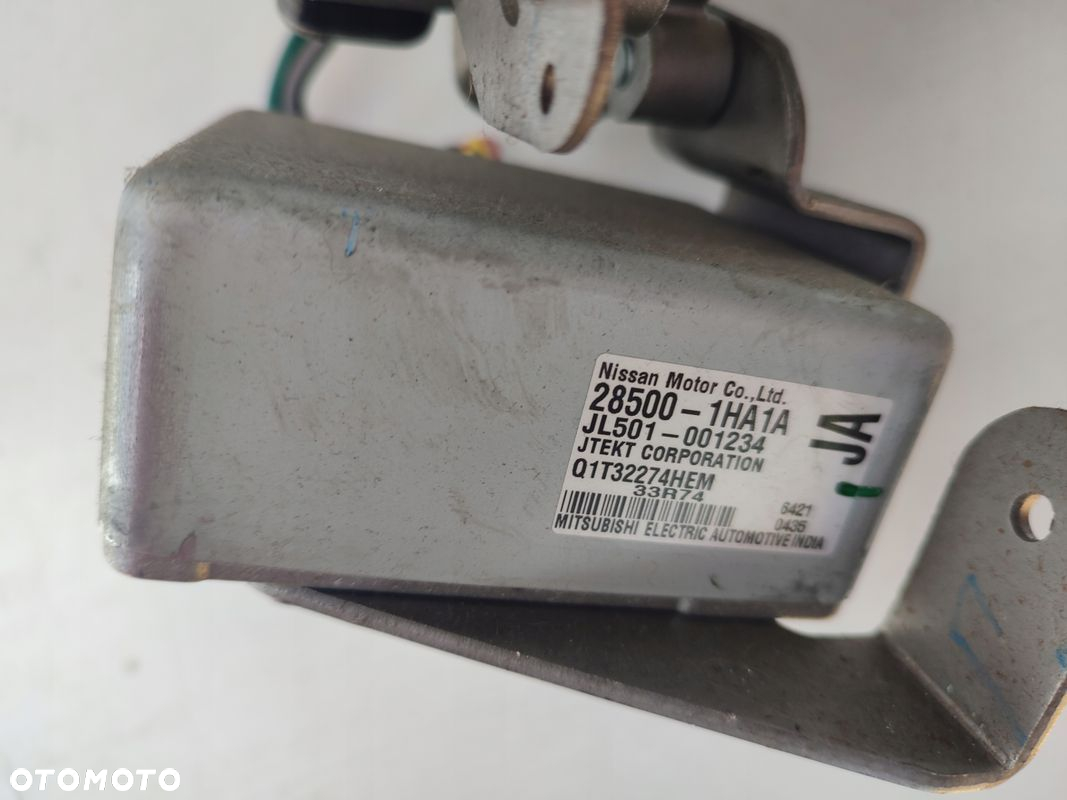 Nissan Motor Co.,Ltd.
28500-1HA1A
JL501-001234
JTEKT CORPORATION
Q1T32274HEM
33R74
JA
6421
0435
MITSUBISHI ELECTRIC AUTOMOTIVE INDIA
OTOMOTO